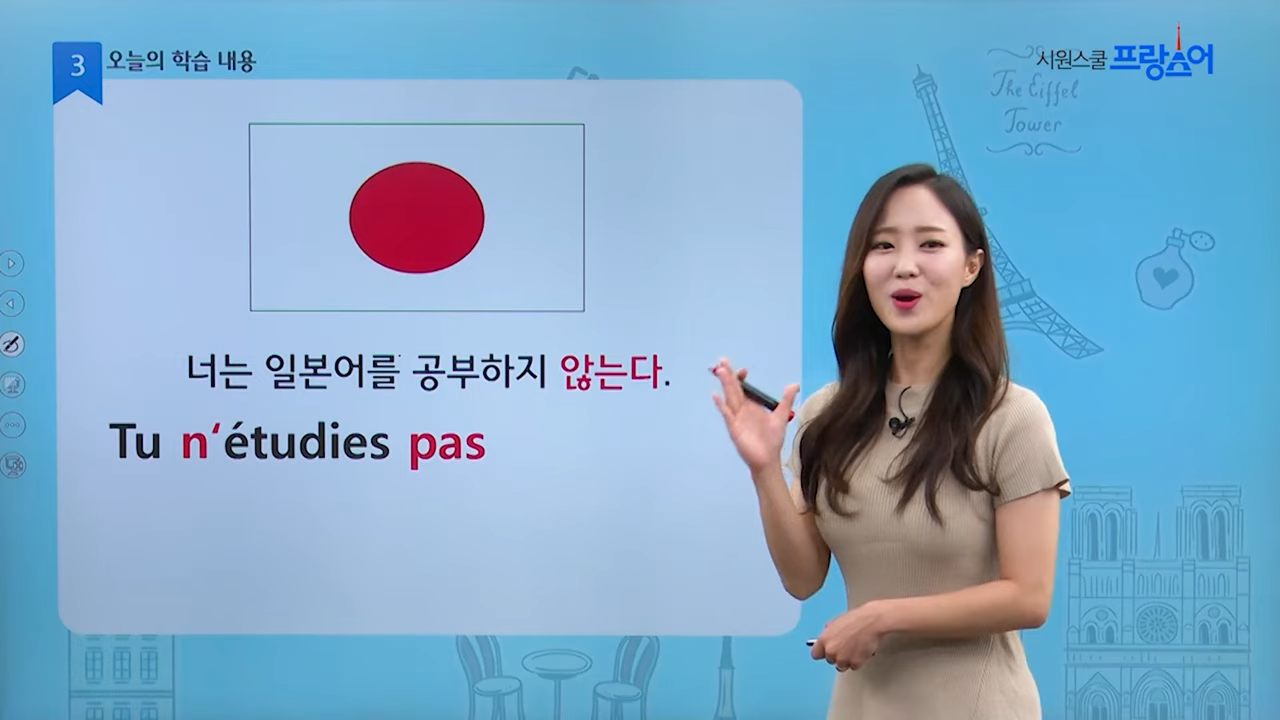 3 오늘의 학습 내용
시원스쿨 프랑스어
The Eiffel
Tower
너는 일본어를 공부하지 않는다.
Tu n‘étudies pas